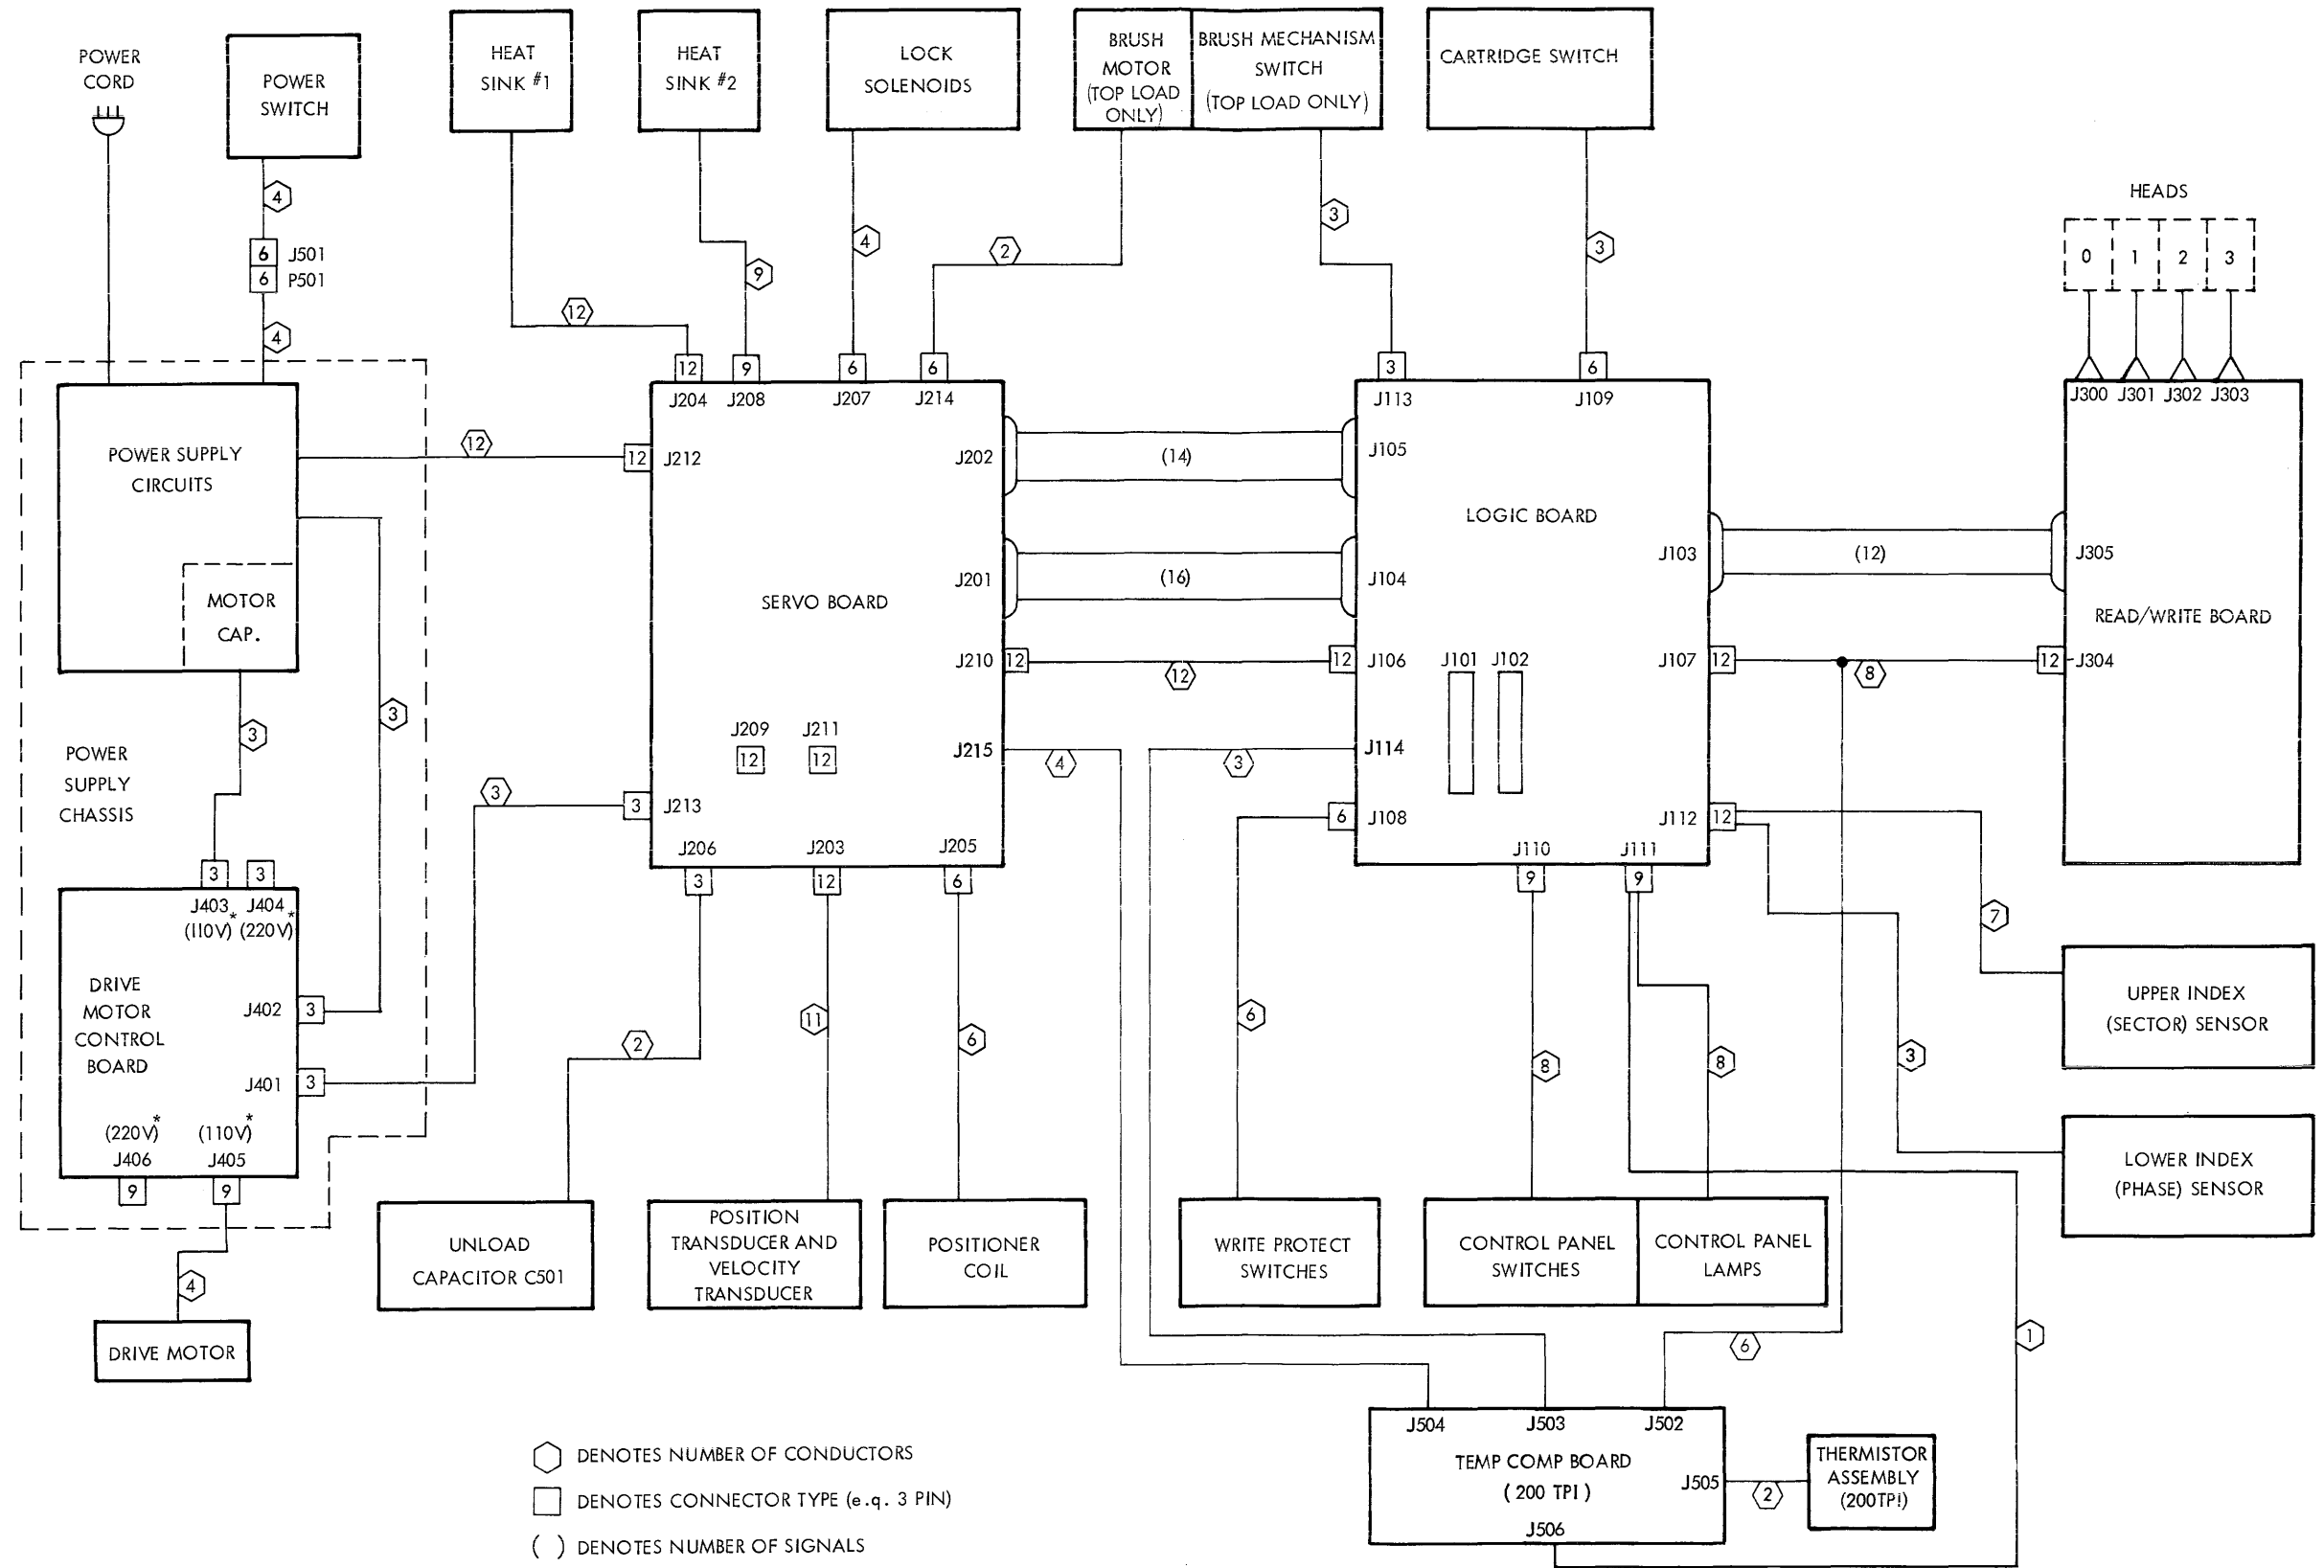 POWER
CORD
POWER
SWITCH
HEAT
SINK #1
HEAT
SINK #2
LOCK
SOLENOIDS
BRUSH
MOTOR
(TOP LOAD
ONLY)
BRUSH MECHANISM
SWITCH
(TOP LOAD ONLY)
CARTRIDGE SWITCH
HEADS
0 1 2 3
4
6 J501
6 P501
4
12
9
4
2
3
3
12
9
6
6
3
6
J204 J208 J207 J214
J113 J109
J300 J301 J302 J303
POWER SUPPLY
CIRCUITS
MOTOR
CAP.
12
12 J212
J202 (14) J105
J201 (16) J104
SERVO BOARD
LOGIC BOARD
J103 (12) J305
READ/WRITE BOARD
J210 12 12 12 J106
J101 J102
J107 12 8 12 J304
3
3
POWER
SUPPLY
CHASSIS
J209 J211
12 12
J215 4
3 J114
3
3 J213
6 J108
J112 12
J206 J203 J205
3 12 6
J110 J111
9 9
3 3
J403 J404
(110V)* (220V)*
DRIVE
MOTOR
CONTROL
BOARD
J402 3
J401 3
(220V)* (110V)*
J406 J405
9 9
4
DRIVE MOTOR
2
11
6
6
8
8
7
3
1
UPPER INDEX
(SECTOR) SENSOR
LOWER INDEX
(PHASE) SENSOR
UNLOAD
CAPACITOR C501
POSITION
TRANSDUCER AND
VELOCITY
TRANSDUCER
POSITIONER
COIL
WRITE PROTECT
SWITCHES
CONTROL PANEL
SWITCHES
CONTROL PANEL
LAMPS
6
J504 J503 J502
TEMP COMP BOARD
(200 TPI)
J505 2
J506
THERMISTOR
ASSEMBLY
(200TPI)
DENOTES NUMBER OF CONDUCTORS
DENOTES CONNECTOR TYPE (e.q. 3 PIN)
( ) DENOTES NUMBER OF SIGNALS